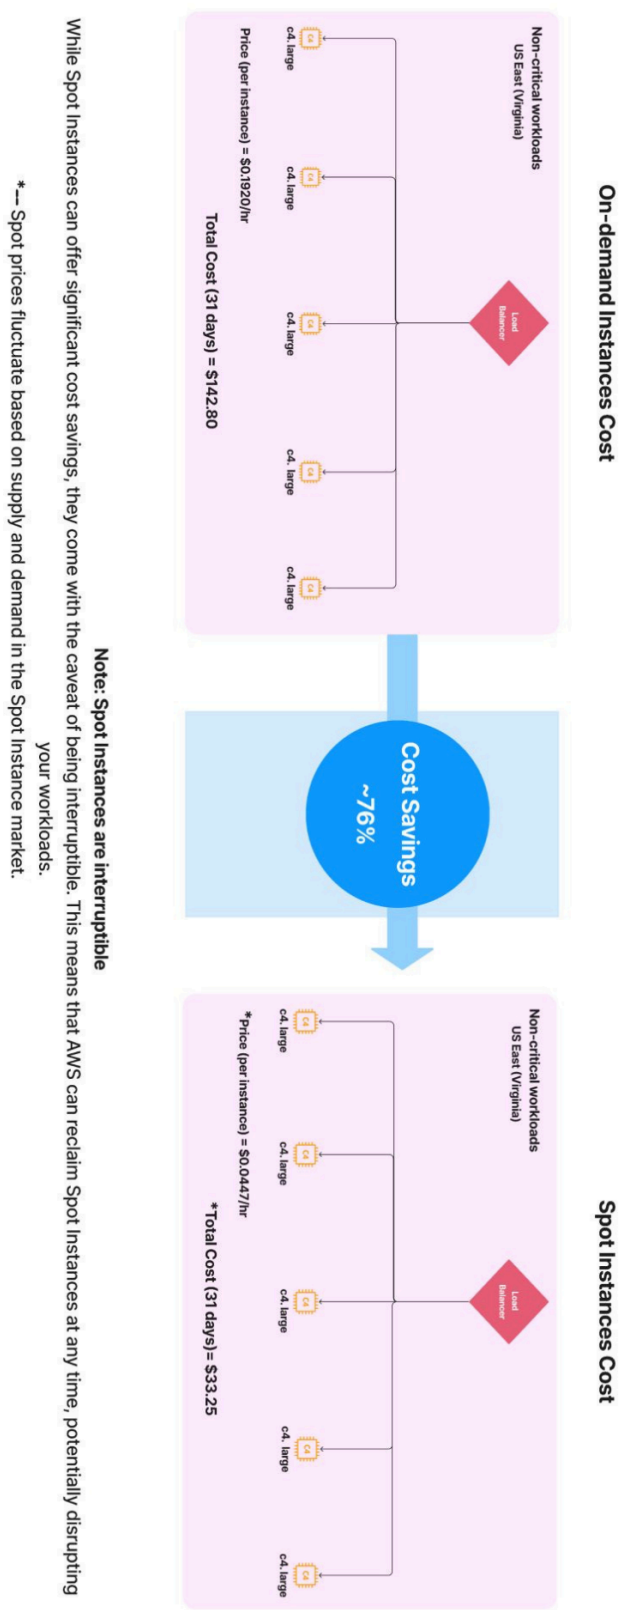 On-demand Instances Cost
Non-critical workloads
US East (Virginia)
Load
Balancer
C4
c4. large
C4
c4. large
C4
c4. large
C4
c4. large
C4
c4. large
Price (per instance) = $0.1920/hr
Total Cost (31 days) = $142.80
Cost Savings
~76%
Spot Instances Cost
Non-critical workloads
US East (Virginia)
Load
Balancer
C4
c4. large
C4
c4. large
C4
c4. large
C4
c4. large
C4
c4. large
*Price (per instance) = $0.0447/hr
*Total Cost (31 days)= $33.25
Note: Spot Instances are interruptible
While Spot Instances can offer significant cost savings, they come with the caveat of being interruptible. This means that AWS can reclaim Spot Instances at any time, potentially disrupting
your workloads.
*-- Spot prices fluctuate based on supply and demand in the Spot Instance market.